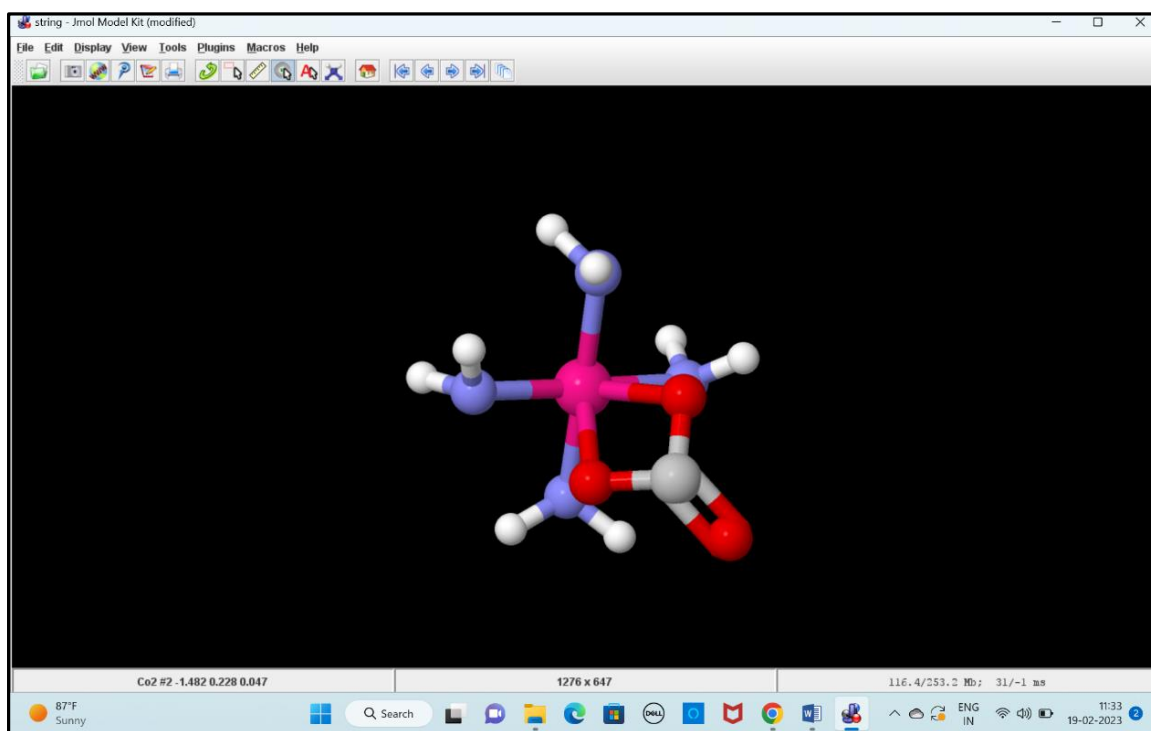 string - Jmol Model Kit (modified)
File Edit Display View Tools Plugins Macros Help
Co2 #2 -1.482 0.228 0.047
1276 x 647
116.4/253.2 Mb; 31/-1 ms
87°F
Sunny
Search
DELL
ENG
IN
11:33
19-02-2023
2